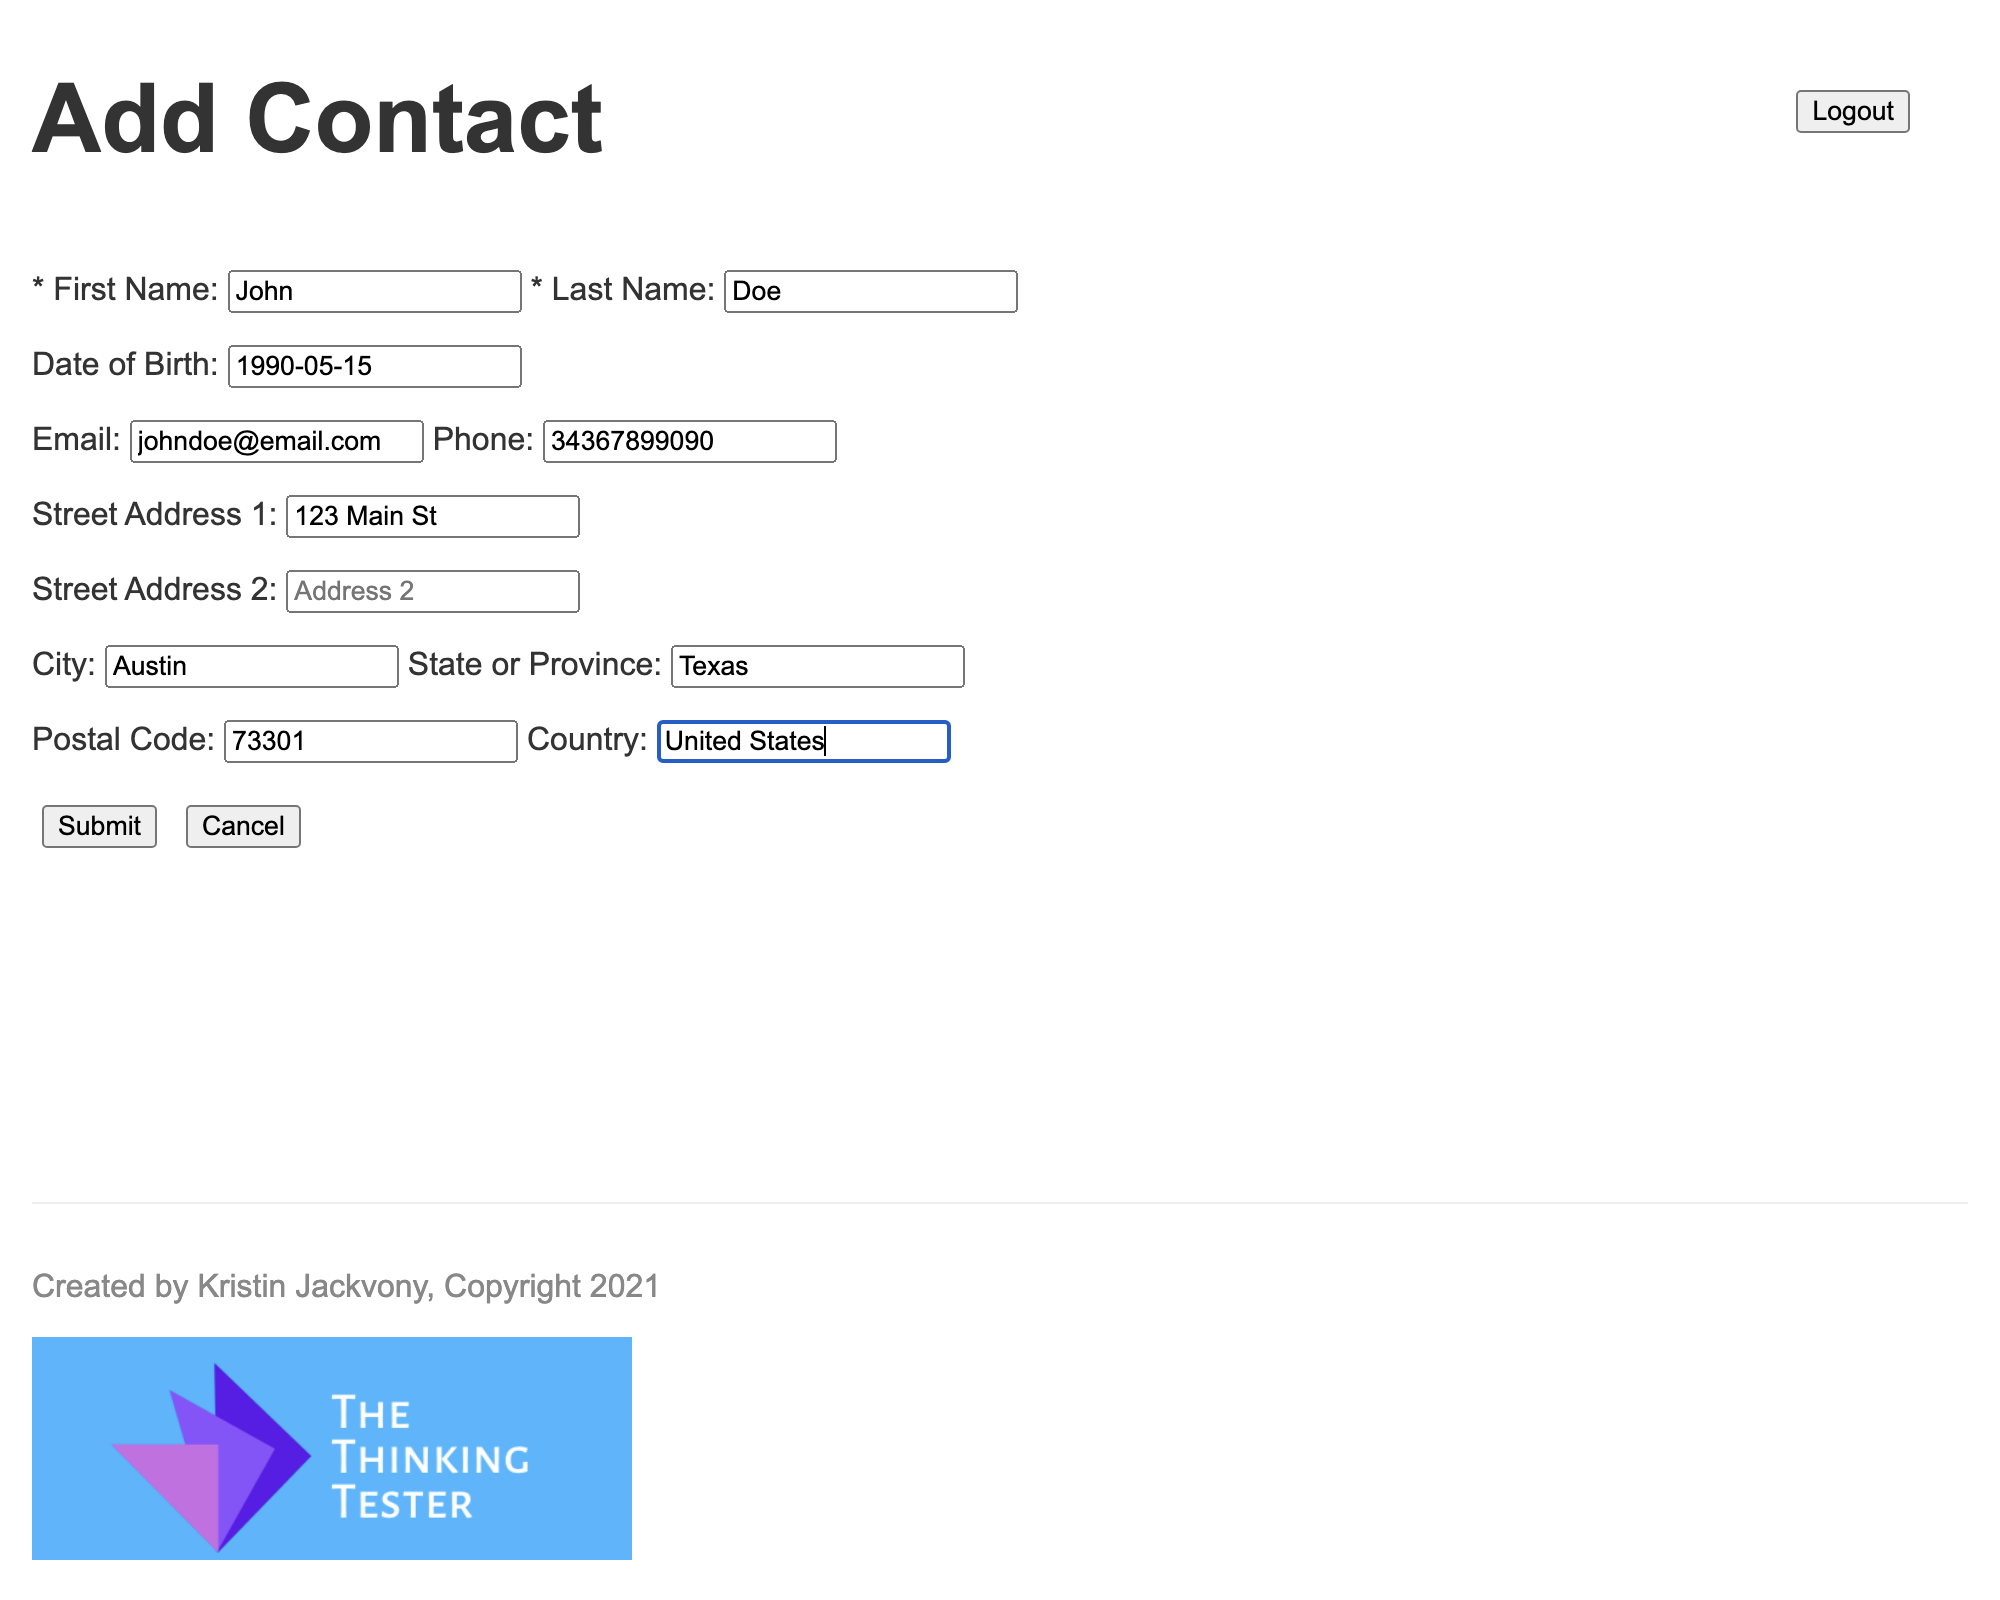 Add Contact
Logout
* First Name: John * Last Name: Doe
Date of Birth: 1990-05-15
Email: johndoe@email.com Phone: 34367899090
Street Address 1: 123 Main St
Street Address 2: Address 2
City: Austin State or Province: Texas
Postal Code: 73301 Country: United States
Submit Cancel
Created by Kristin Jackvony, Copyright 2021
THE
THINKING
TESTER